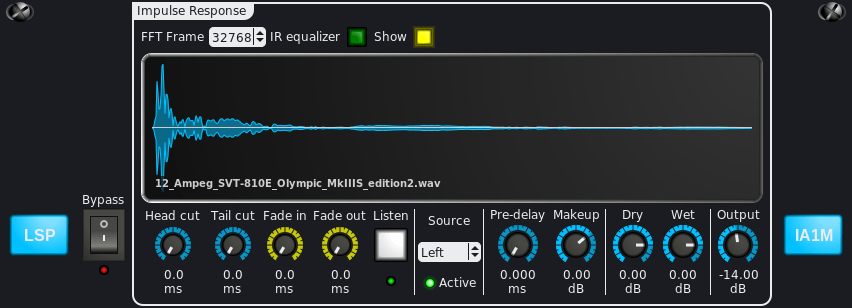 Impulse Response
FFT Frame 32768 IR equalizer Show
12_Ampeg_SVT-810E_Olympic_MkIIIS_edition2.wav
LSP
Bypass
Head cut Tail cut Fade in Fade out Listen
0.0 0.0 0.0 0.0
ms ms ms ms
Source
Left
Active
Pre-delay Makeup Dry Wet Output
0.000 0.00 0.00 0.00 -14.00
ms dB dB dB dB
IA1M